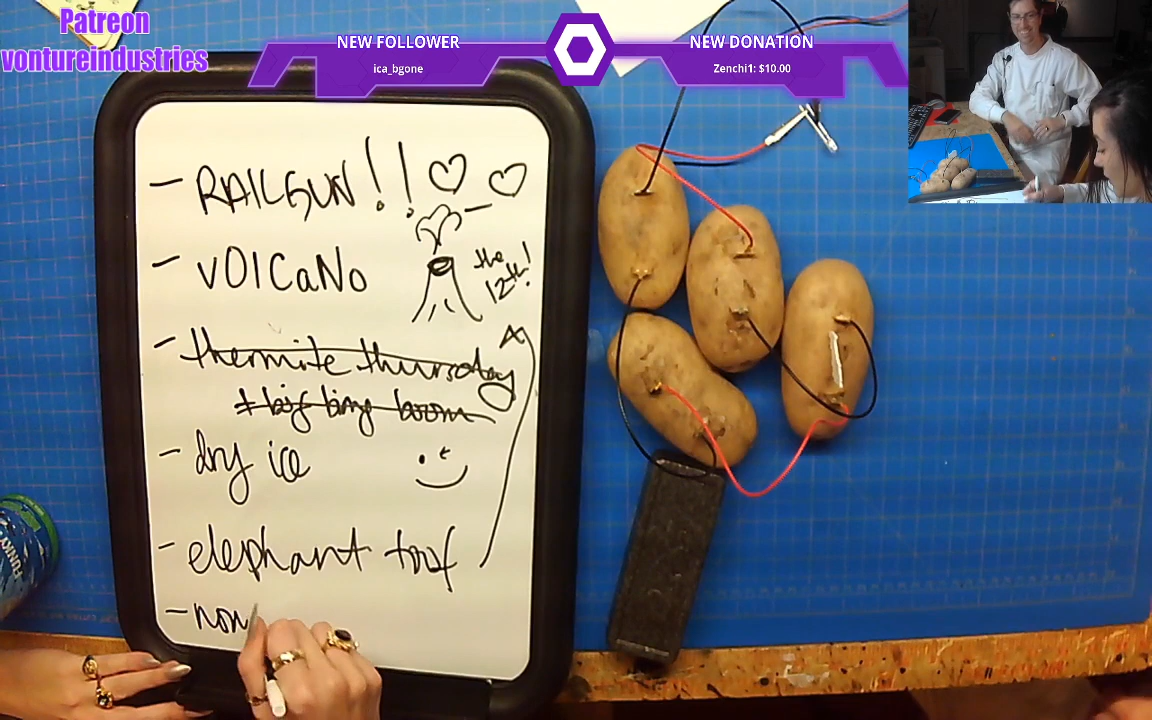 Patreon
vontureindustries
NEW FOLLOWER
ica_bgone
NEW DONATION
Zenchi1: $10.00
- RAILGUN!!
- VOlCaNo
the
12th!
- thermite thursday
+ big bang boom
- dry ice
- elephant toof
- non